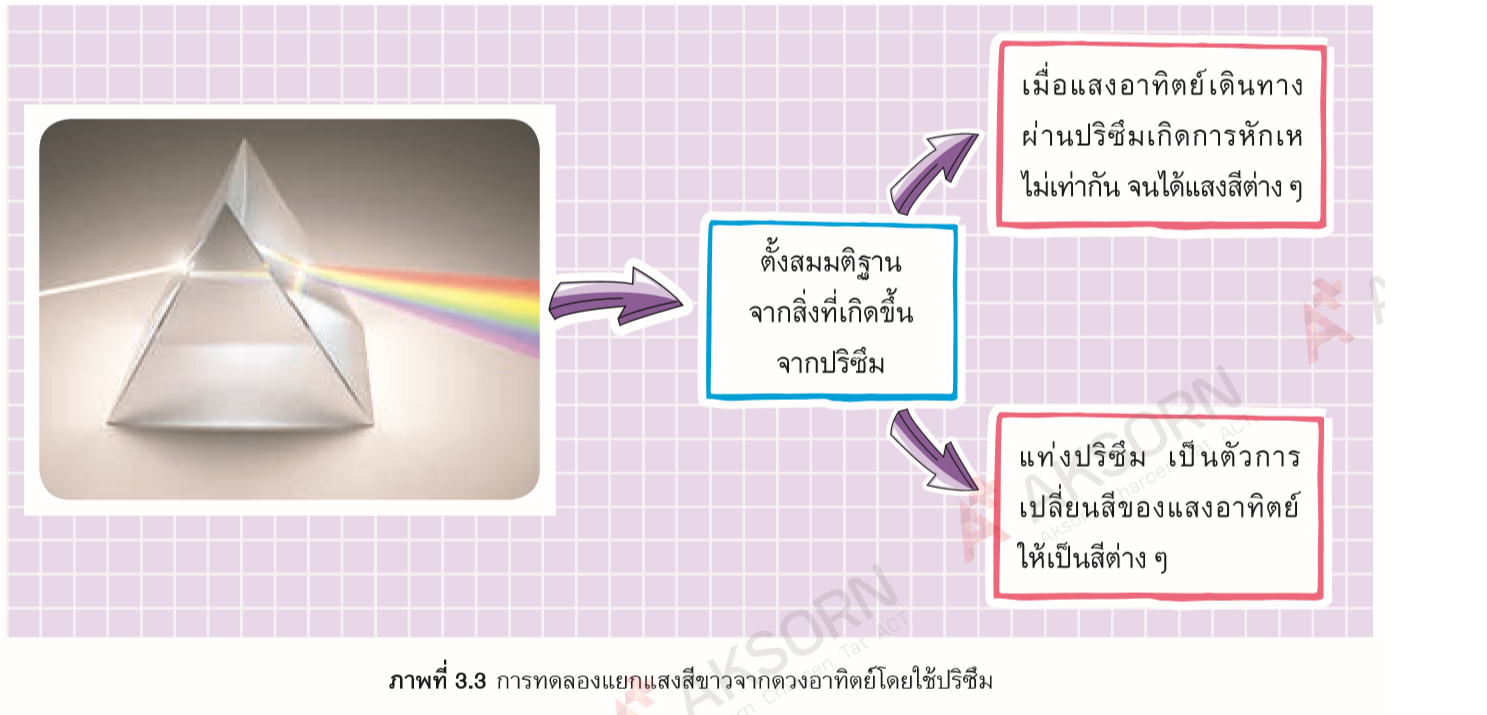 เมื่อแสงอาทิตย์เดินทาง
ผ่านปริซึมเกิดการหักเห
ไม่เท่ากัน จนได้แสงสีต่าง ๆ
ตั้งสมมติฐาน
จากสิ่งที่เกิดขึ้น
จากปริซึม
แท่งปริซึม เป็นตัวการ
เปลี่ยนสีของแสงอาทิตย์
ให้เป็นสีต่าง ๆ
AKSORN
Aksorn Charoen Tat ACT.
AKSORN
Aksorn Charoen Tat ACT.
ภาพที่ 3.3 การทดลองแยกแสงสีขาวจากดวงอาทิตย์โดยใช้ปริซึม